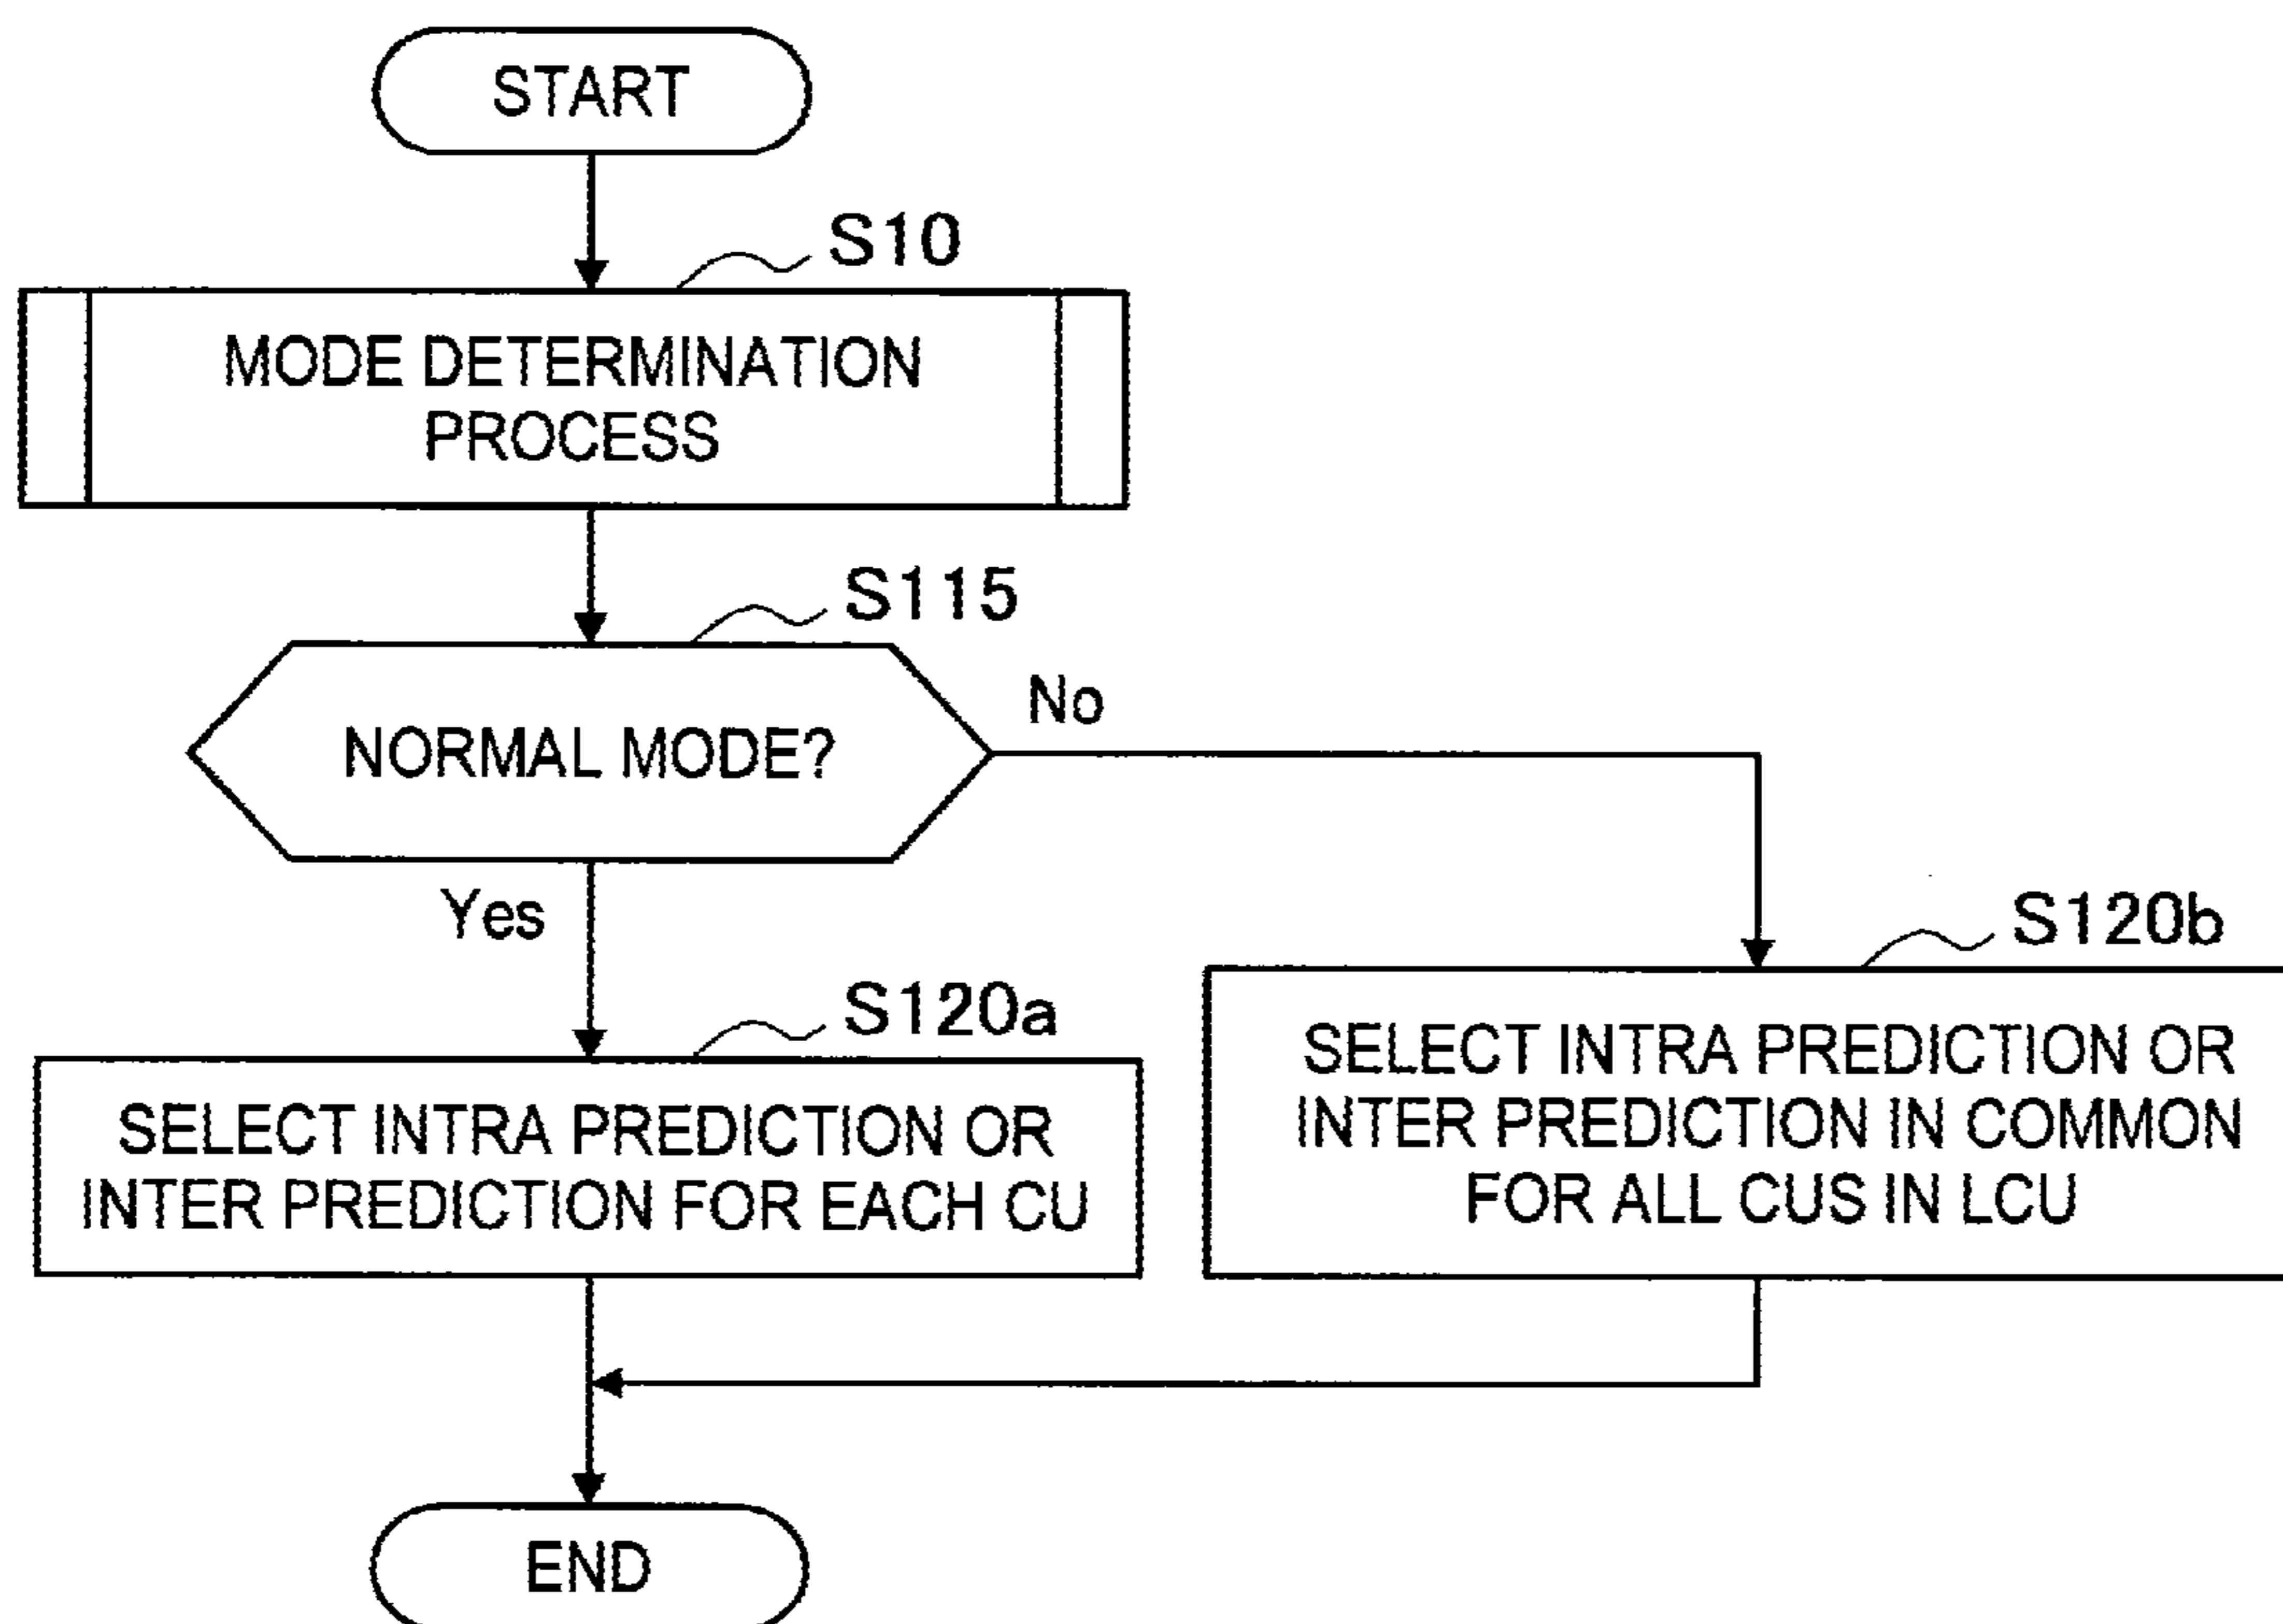 START
S10
MODE DETERMINATION
PROCESS
S115
NORMAL MODE?
No
Yes
S120a
SELECT INTRA PREDICTION OR
INTER PREDICTION FOR EACH CU
S120b
SELECT INTRA PREDICTION OR
INTER PREDICTION IN COMMON
FOR ALL CUS IN LCU
END